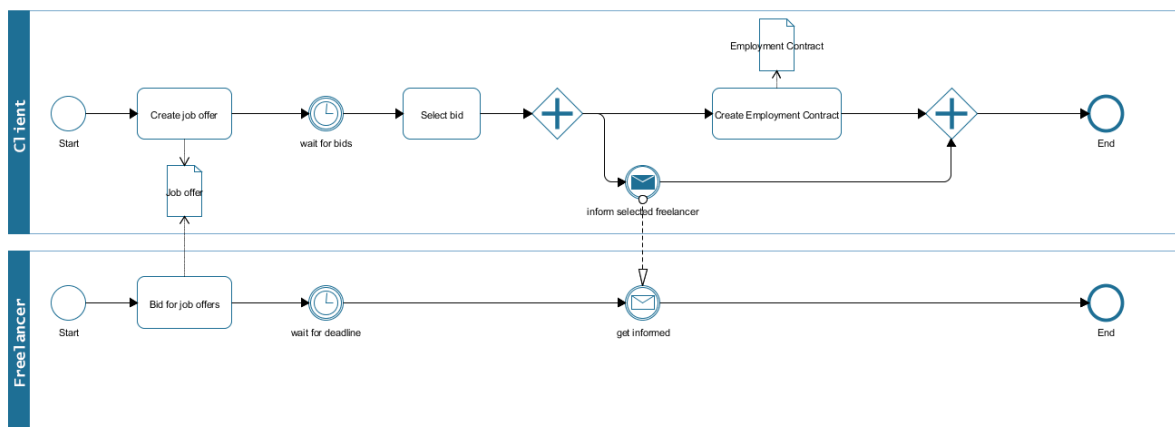 Client
Employment Contract
Create job offer
Select bid
Create Employment Contract
Start
wait for bids
End
Job offer
inform selected freelancer
Freelancer
Bid for job offers
Start
wait for deadline
get informed
End